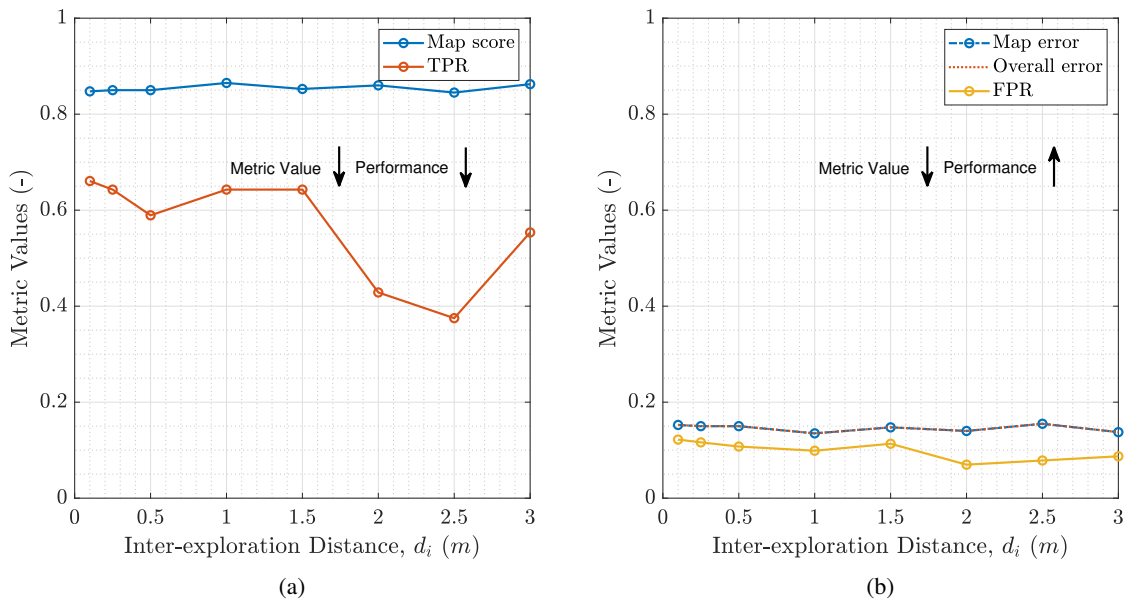 1
0.8
0.6
0.4
0.2
0
0 0.5 1 1.5 2 2.5 3
Metric Values (-)
Inter-exploration Distance, d_i (m)
Map score
TPR
Metric Value Performance
(a)
1
0.8
0.6
0.4
0.2
0
0 0.5 1 1.5 2 2.5 3
Metric Values (-)
Inter-exploration Distance, d_i (m)
Map error
Overall error
FPR
Metric Value Performance
(b)